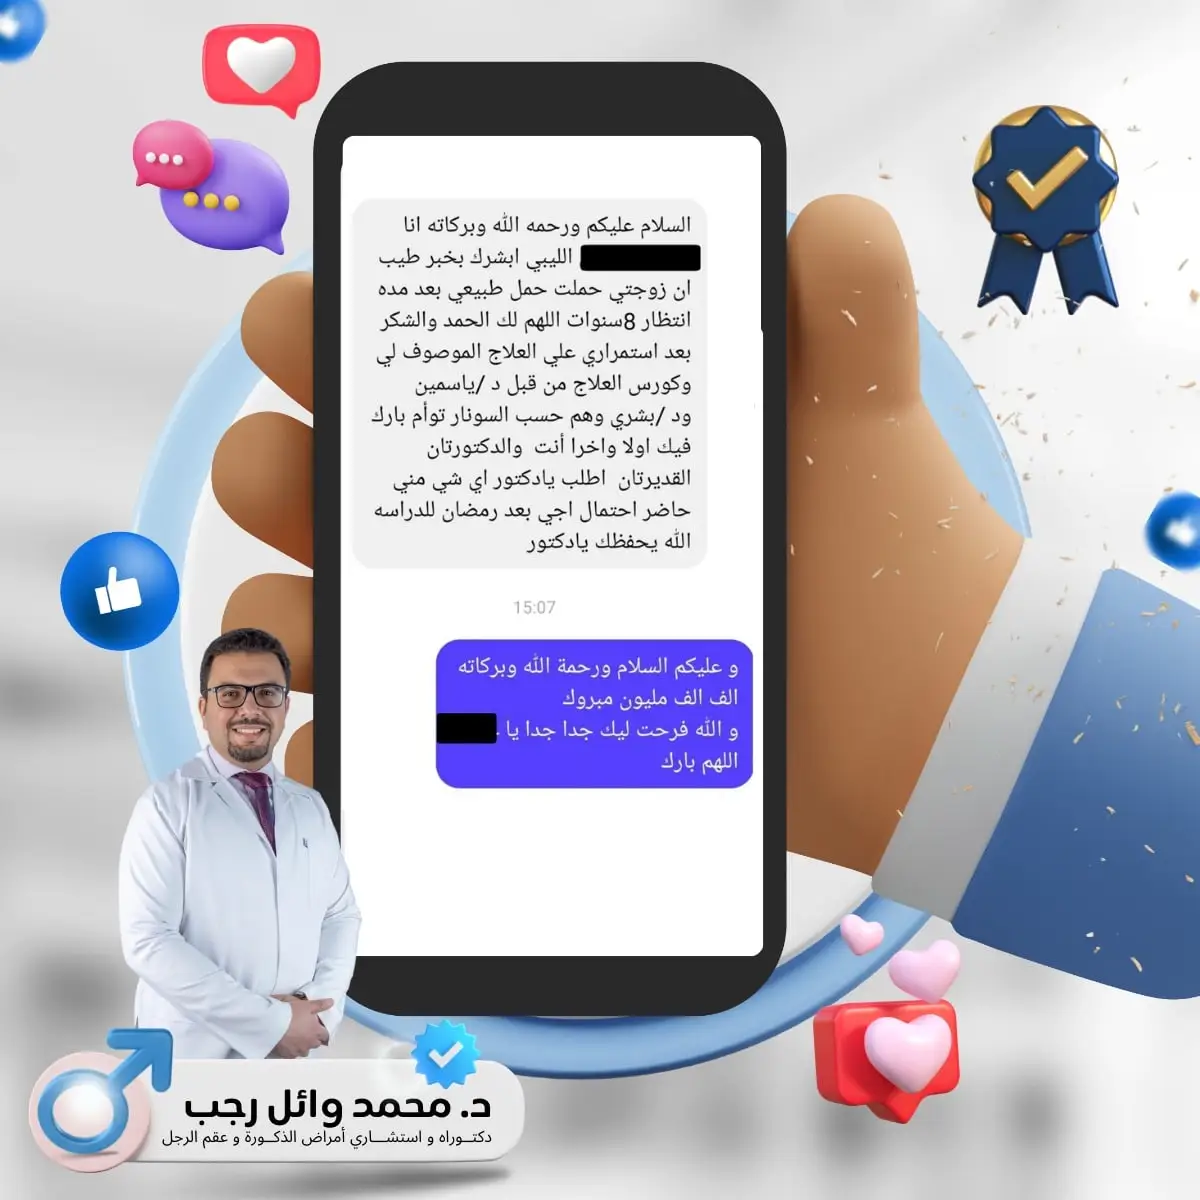 السلام عليكم ورحمه الله وبركاته انا
الليبي ابشرك بخبر طيب
ان زوجتي حملت حمل طبيعي بعد مده
انتظار 8سنوات اللهم لك الحمد والشكر
بعد استمراري علي العلاج الموصوف لي
وكورس العلاج من قبل د /ياسمين
ود /بشري وهم حسب السونار توأم بارك
فيك اولا واخرا أنت والدكتورتان
القديرتان اطلب يادكتور اي شي مني
حاضر احتمال اجي بعد رمضان للدراسه
الله يحفظك يادكتور
15:07
و عليكم السلام ورحمة الله وبركاته
الف الف مليون مبروك
و الله فرحت ليك جدا جدا يا
اللهم بارك
د. محمد وائل رجب
دكتـوراه و استشـــاري أمراض الذكـــورة و عقم الرجل